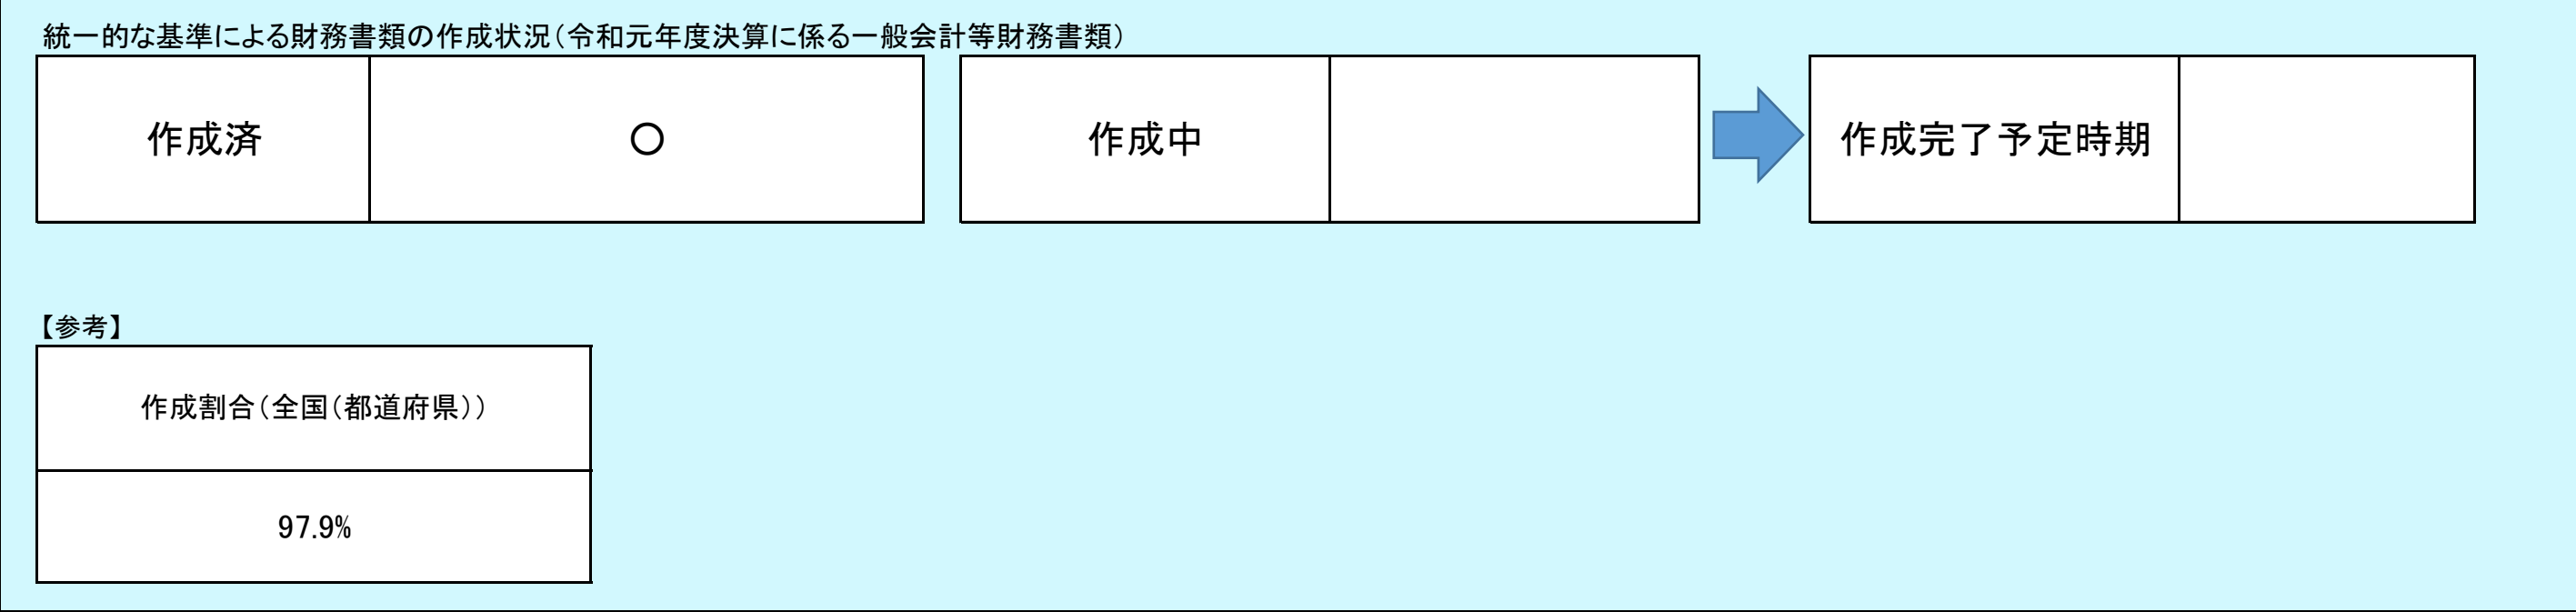 統一的な基準による財務書類の作成状況（令和元年度決算に係る一般会計等財務書類）
作成済 ○ 作成中 作成完了予定時期
【参考】
作成割合（全国（都道府県））
97.9%